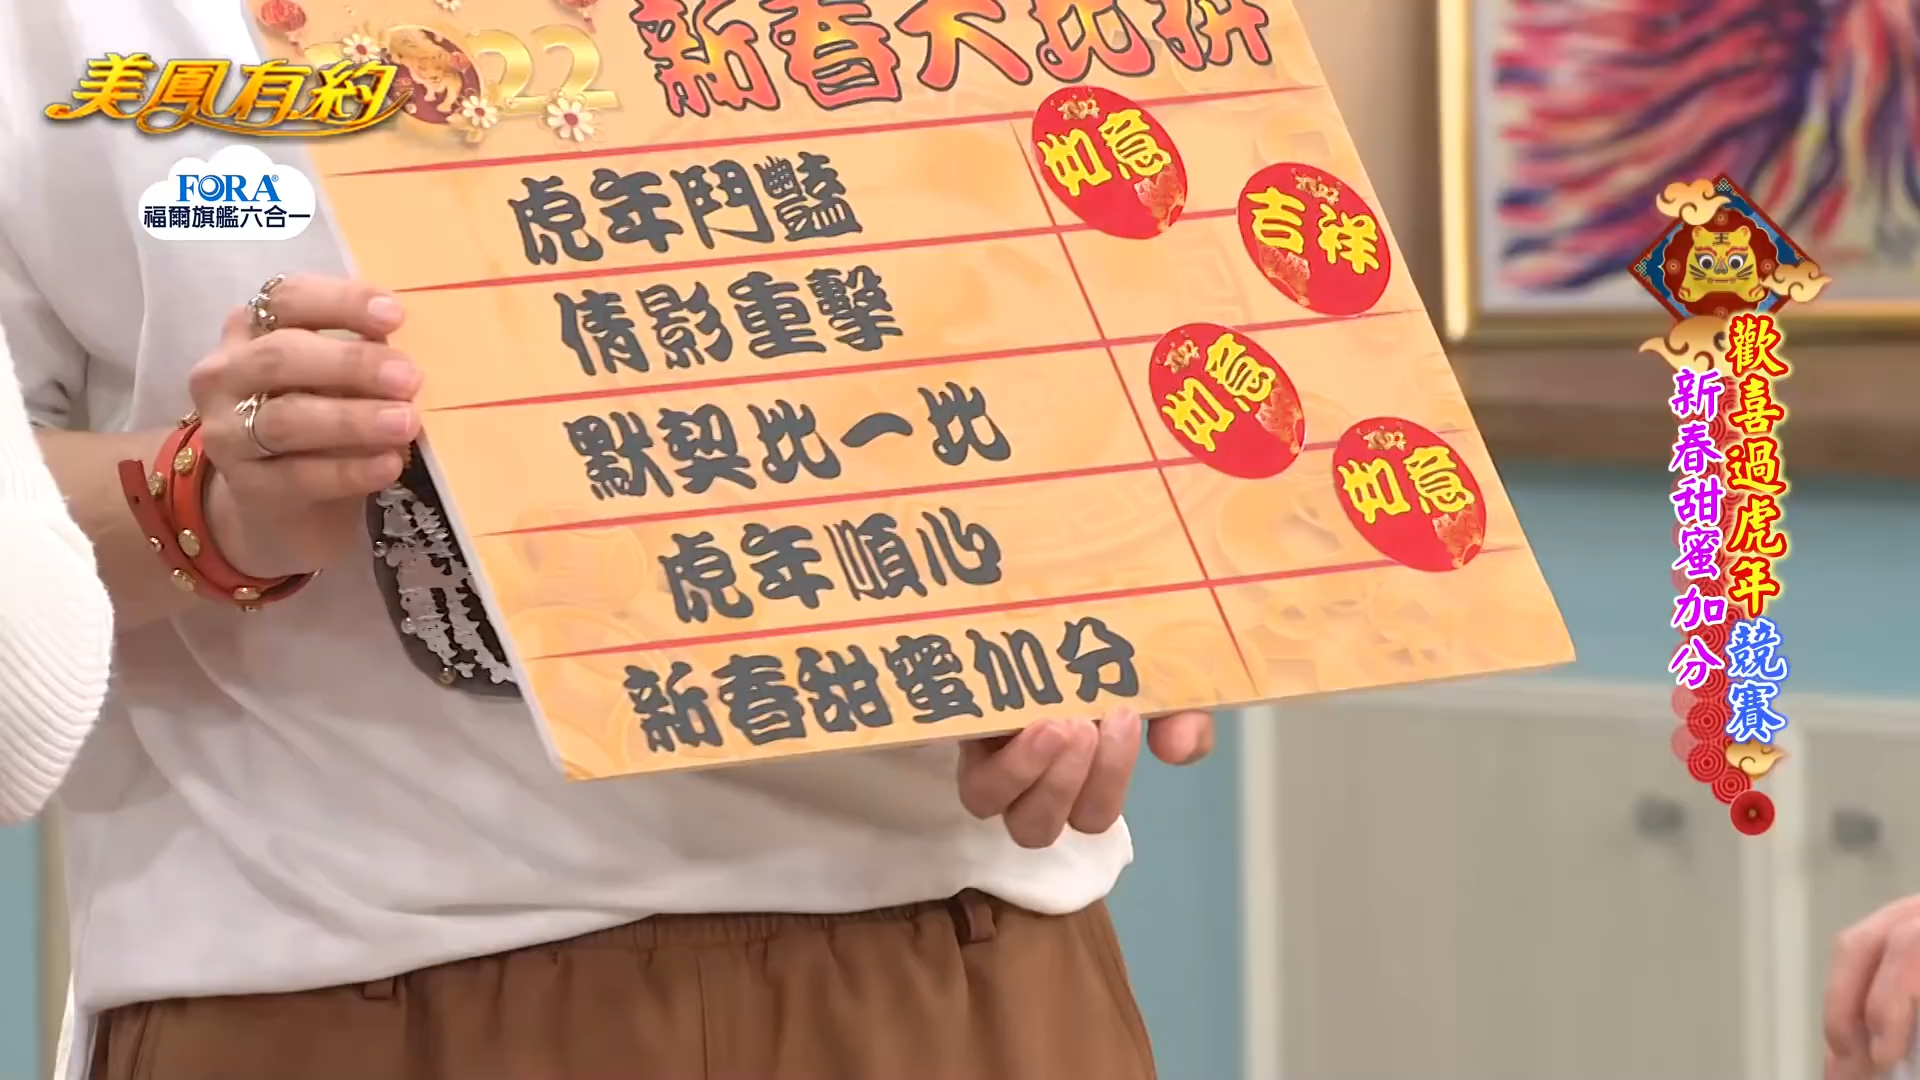 美鳳有約
FORA®
福爾旗艦六合一
2022
新春大比拼
虎年鬥豔
如意
倩影重擊
吉祥
默契比一比
如意
虎年順心
如意
新春甜蜜加分
王
歡喜過虎年競賽
新春甜蜜加分